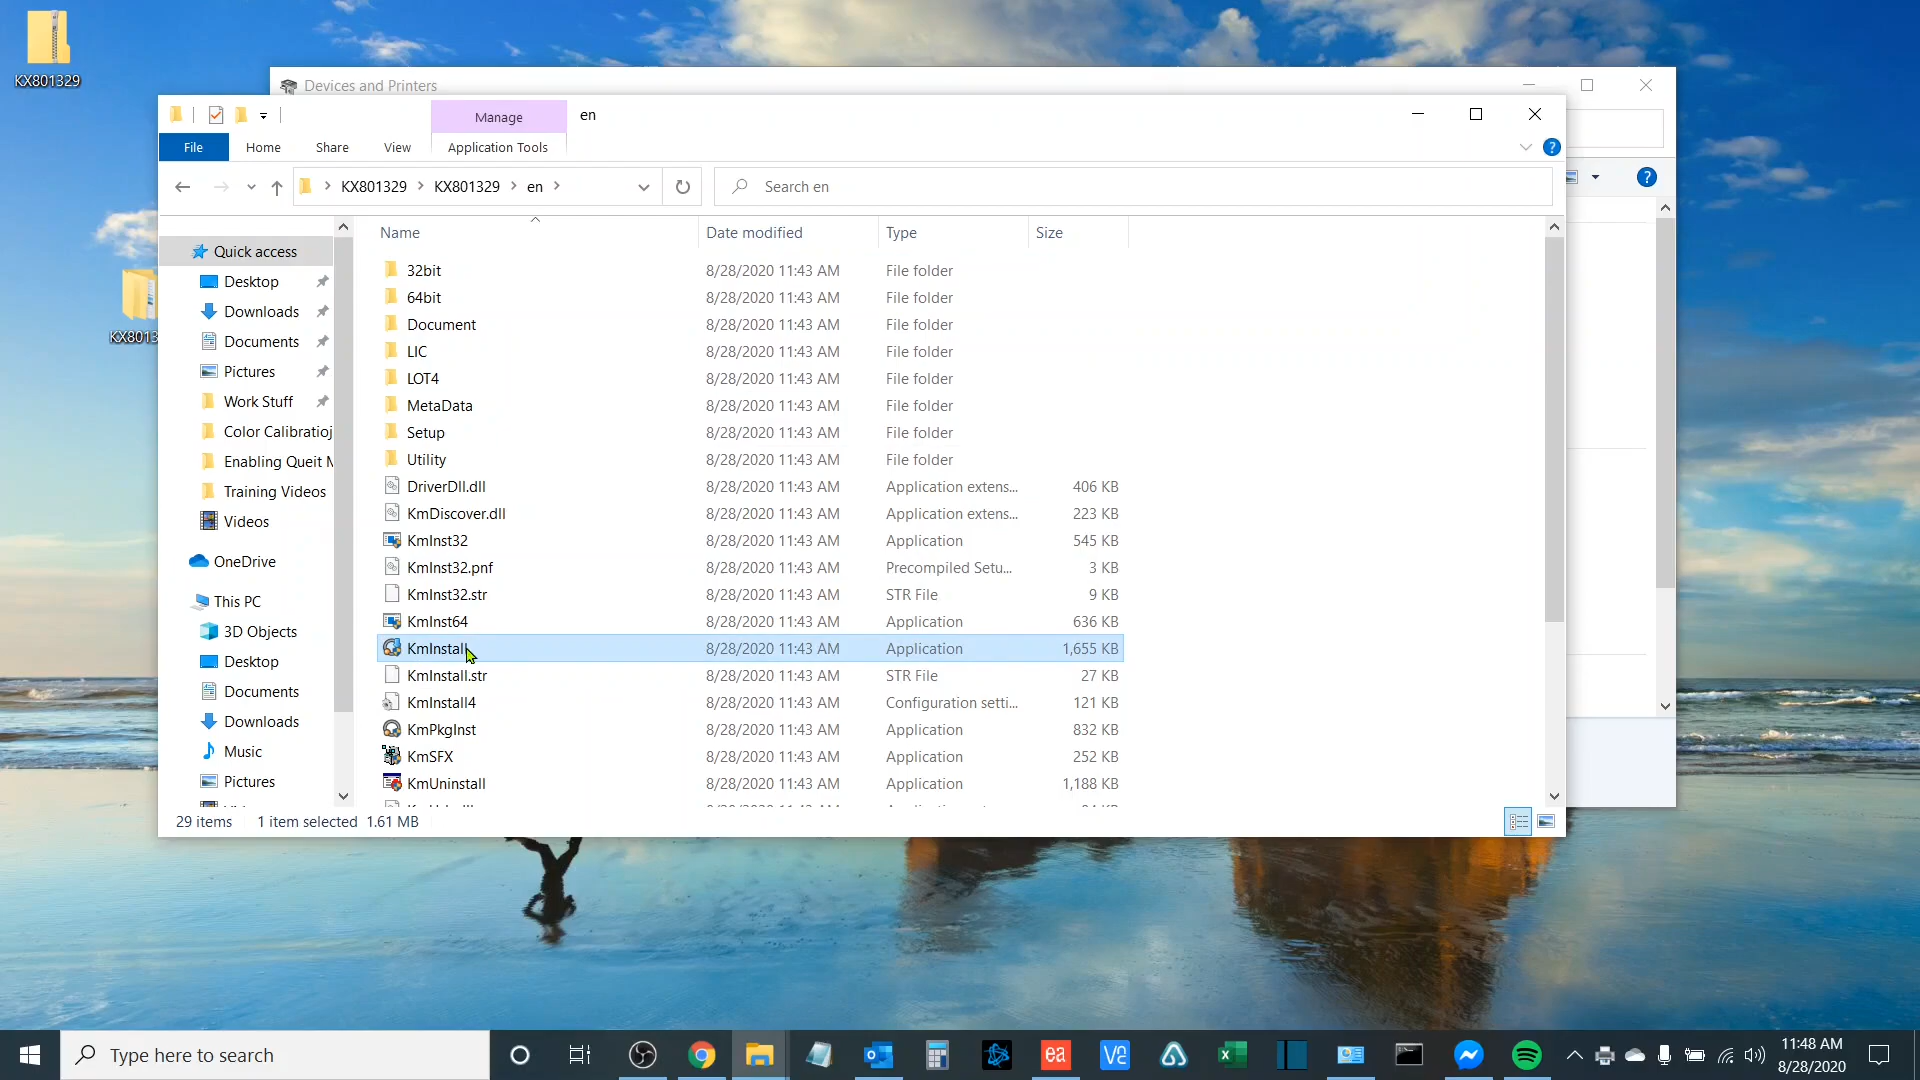 KX801329
Devices and Printers
Manage
en
File
Home
Share
View
Application Tools
KX801329
KX801329
en
Search en
Name
Date modified
Type
Size
Quick access
Desktop
Downloads
Documents
Pictures
Work Stuff
Color Calibratioj
Enabling Queit
Training Videos
Videos
OneDrive
This PC
3D Objects
Desktop
Documents
Downloads
Music
Pictures
KX8013
32bit 8/28/2020 11:43 AM File folder
64bit 8/28/2020 11:43 AM File folder
Document 8/28/2020 11:43 AM File folder
LIC 8/28/2020 11:43 AM File folder
LOT4 8/28/2020 11:43 AM File folder
MetaData 8/28/2020 11:43 AM File folder
Setup 8/28/2020 11:43 AM File folder
Utility 8/28/2020 11:43 AM File folder
DriverDll.dll 8/28/2020 11:43 AM Application extens... 406 KB
KmDiscover.dll 8/28/2020 11:43 AM Application extens... 223 KB
KmInst32 8/28/2020 11:43 AM Application 545 KB
KmInst32.pnf 8/28/2020 11:43 AM Precompiled Setu... 3 KB
KmInst32.str 8/28/2020 11:43 AM STR File 9 KB
KmInst64 8/28/2020 11:43 AM Application 636 KB
KmInstall 8/28/2020 11:43 AM Application 1,655 KB
KmInstall.str 8/28/2020 11:43 AM STR File 27 KB
KmInstall4 8/28/2020 11:43 AM Configuration setti... 121 KB
KmPkgInst 8/28/2020 11:43 AM Application 832 KB
KmSFX 8/28/2020 11:43 AM Application 252 KB
KmUninstall 8/28/2020 11:43 AM Application 1,188 KB
29 items 1 item selected 1.61 MB
Type here to search
ea
V2
11:48 AM
8/28/2020